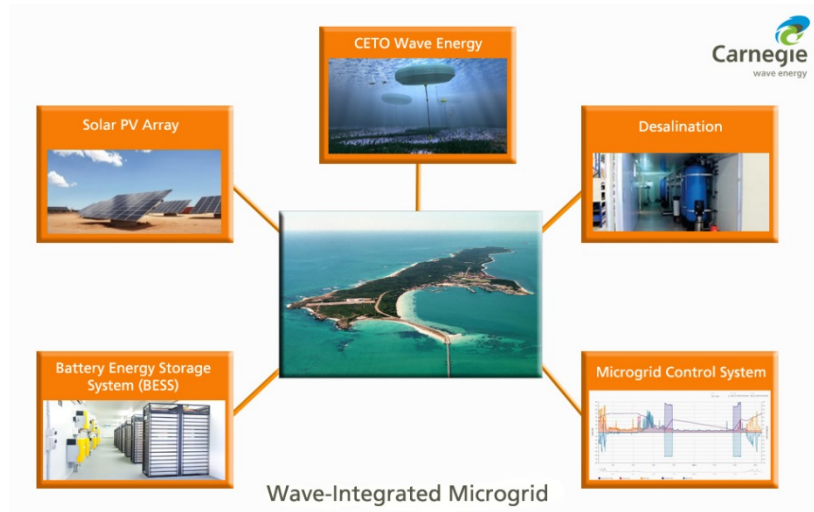 CETO Wave Energy
Carnegie
wave energy
Solar PV Array
Desalination
Battery Energy Storage
System (BESS)
Microgrid Control System
Wave-Integrated Microgrid